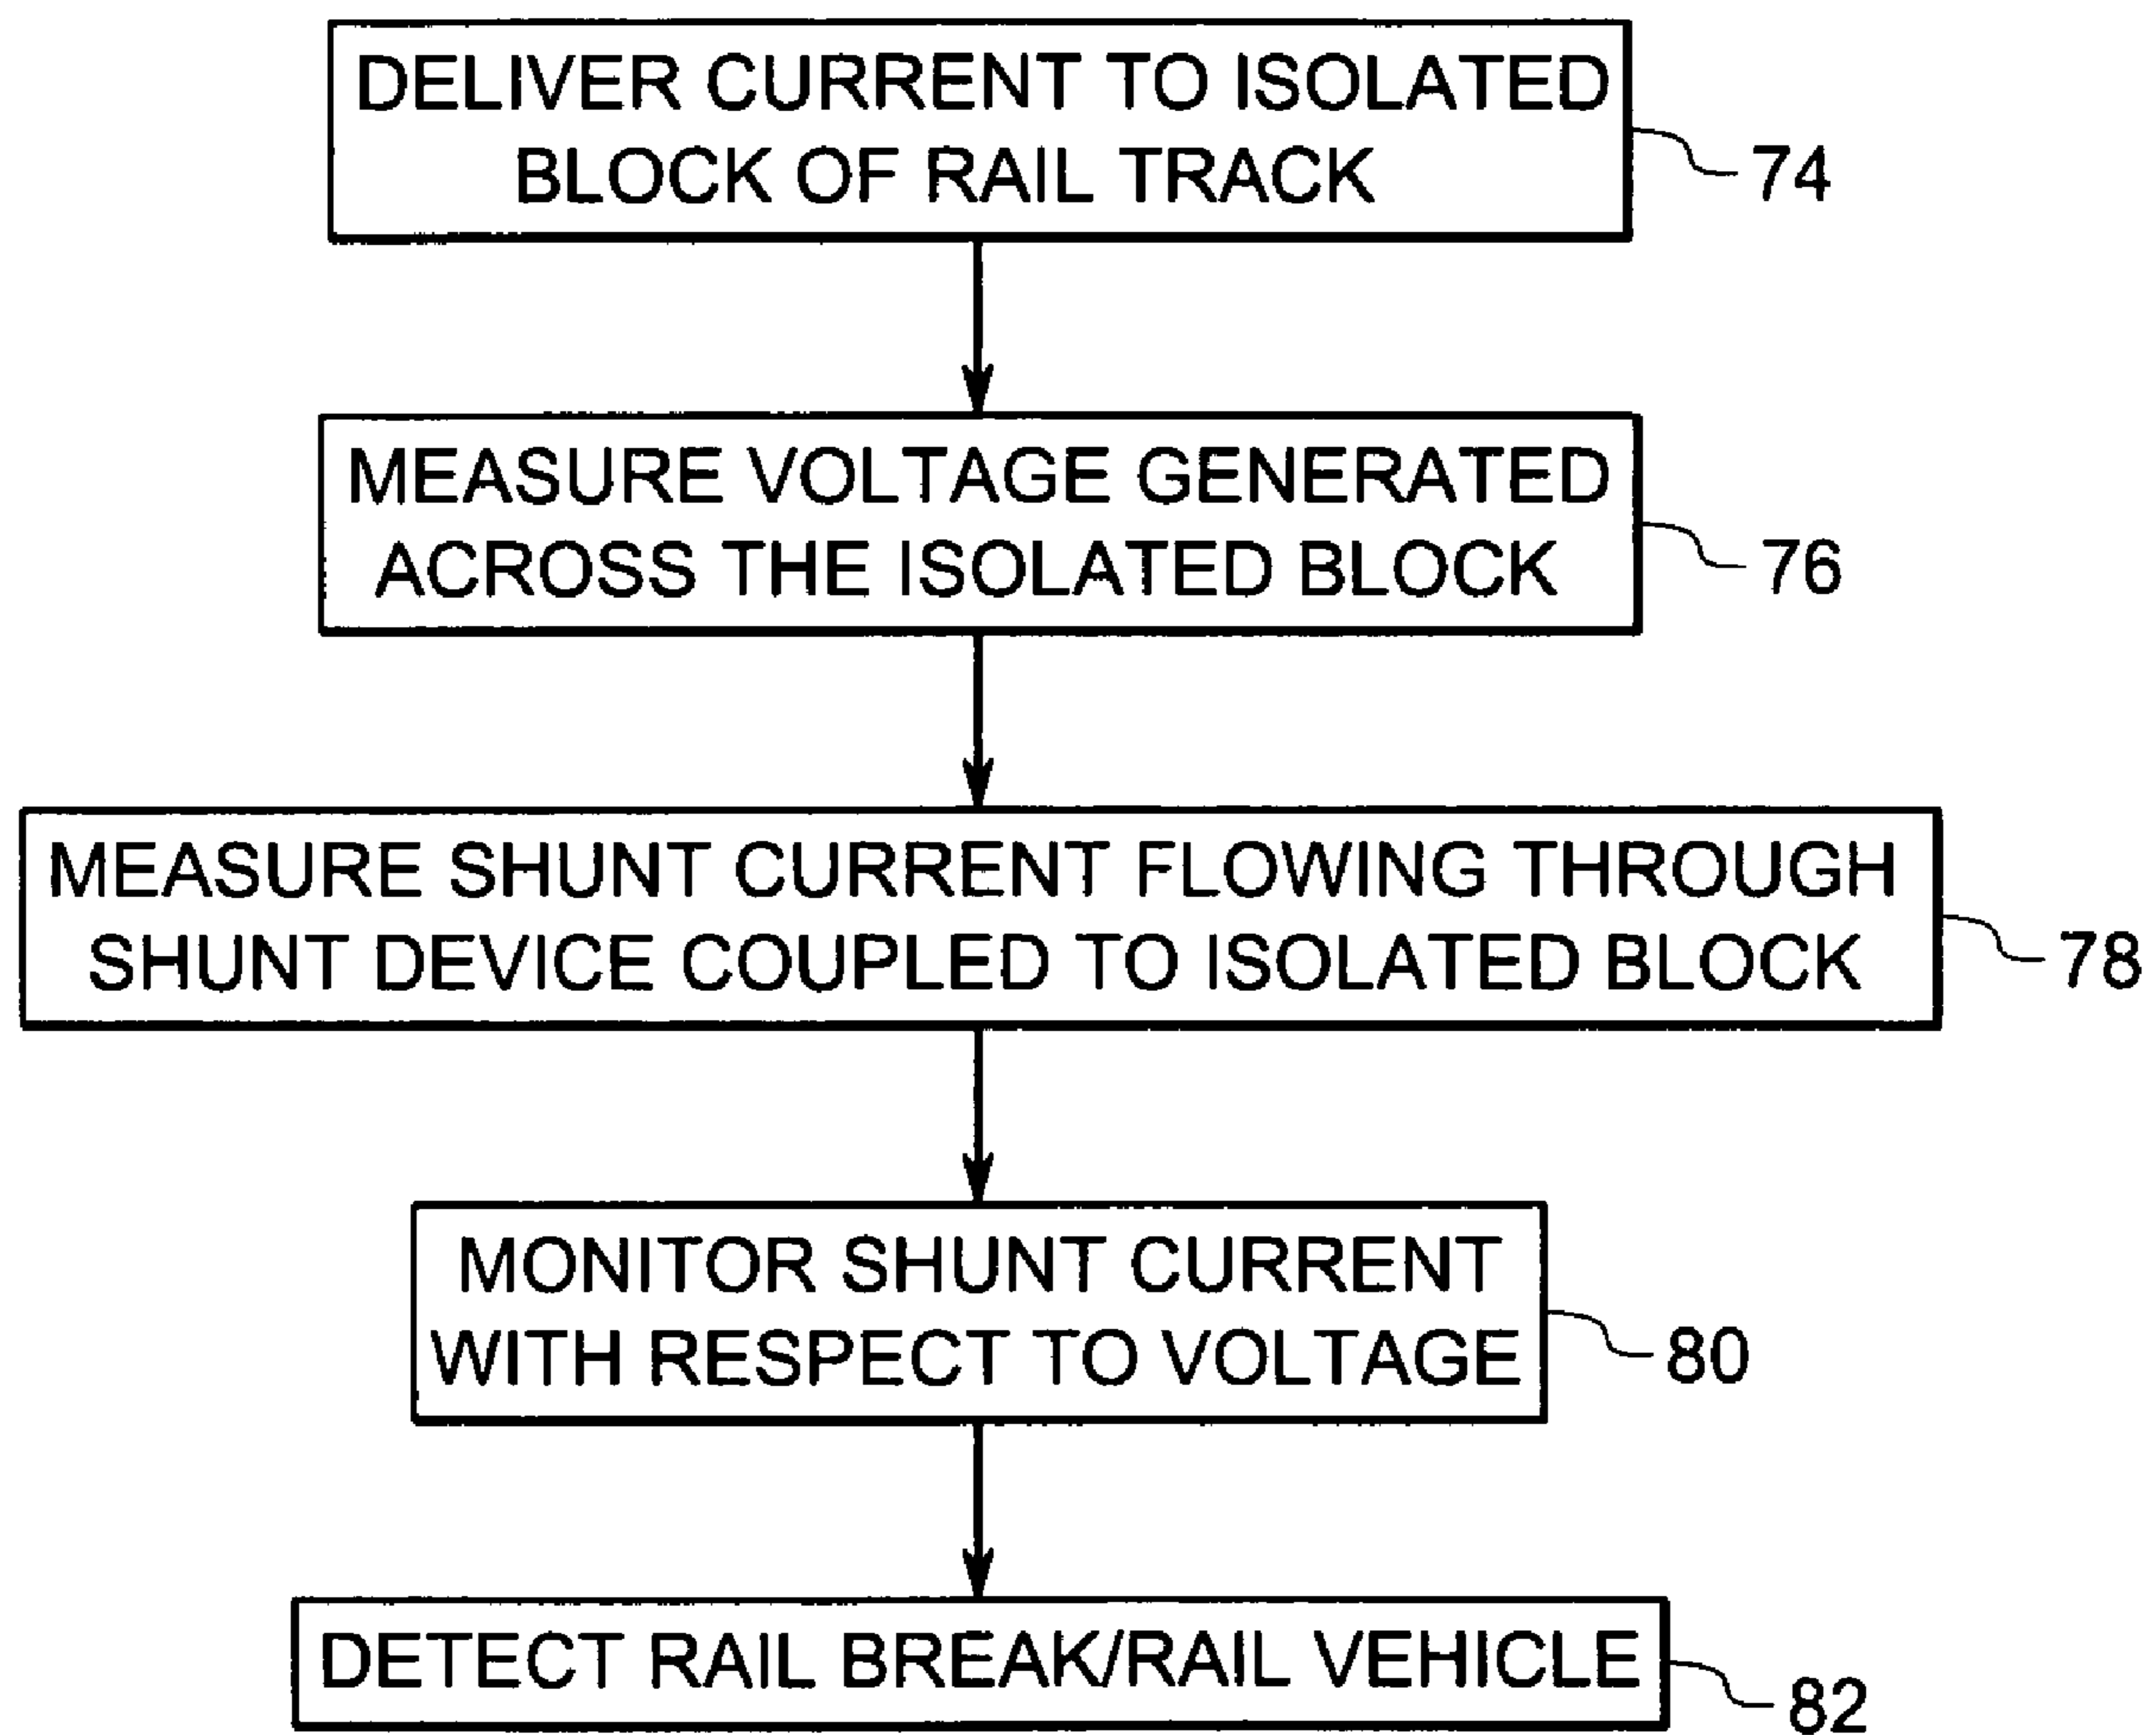 DELIVER CURRENT TO ISOLATED
BLOCK OF RAIL TRACK
74
MEASURE VOLTAGE GENERATED
ACROSS THE ISOLATED BLOCK
76
MEASURE SHUNT CURRENT FLOWING THROUGH
SHUNT DEVICE COUPLED TO ISOLATED BLOCK
78
MONITOR SHUNT CURRENT
WITH RESPECT TO VOLTAGE
80
DETECT RAIL BREAK/RAIL VEHICLE
82